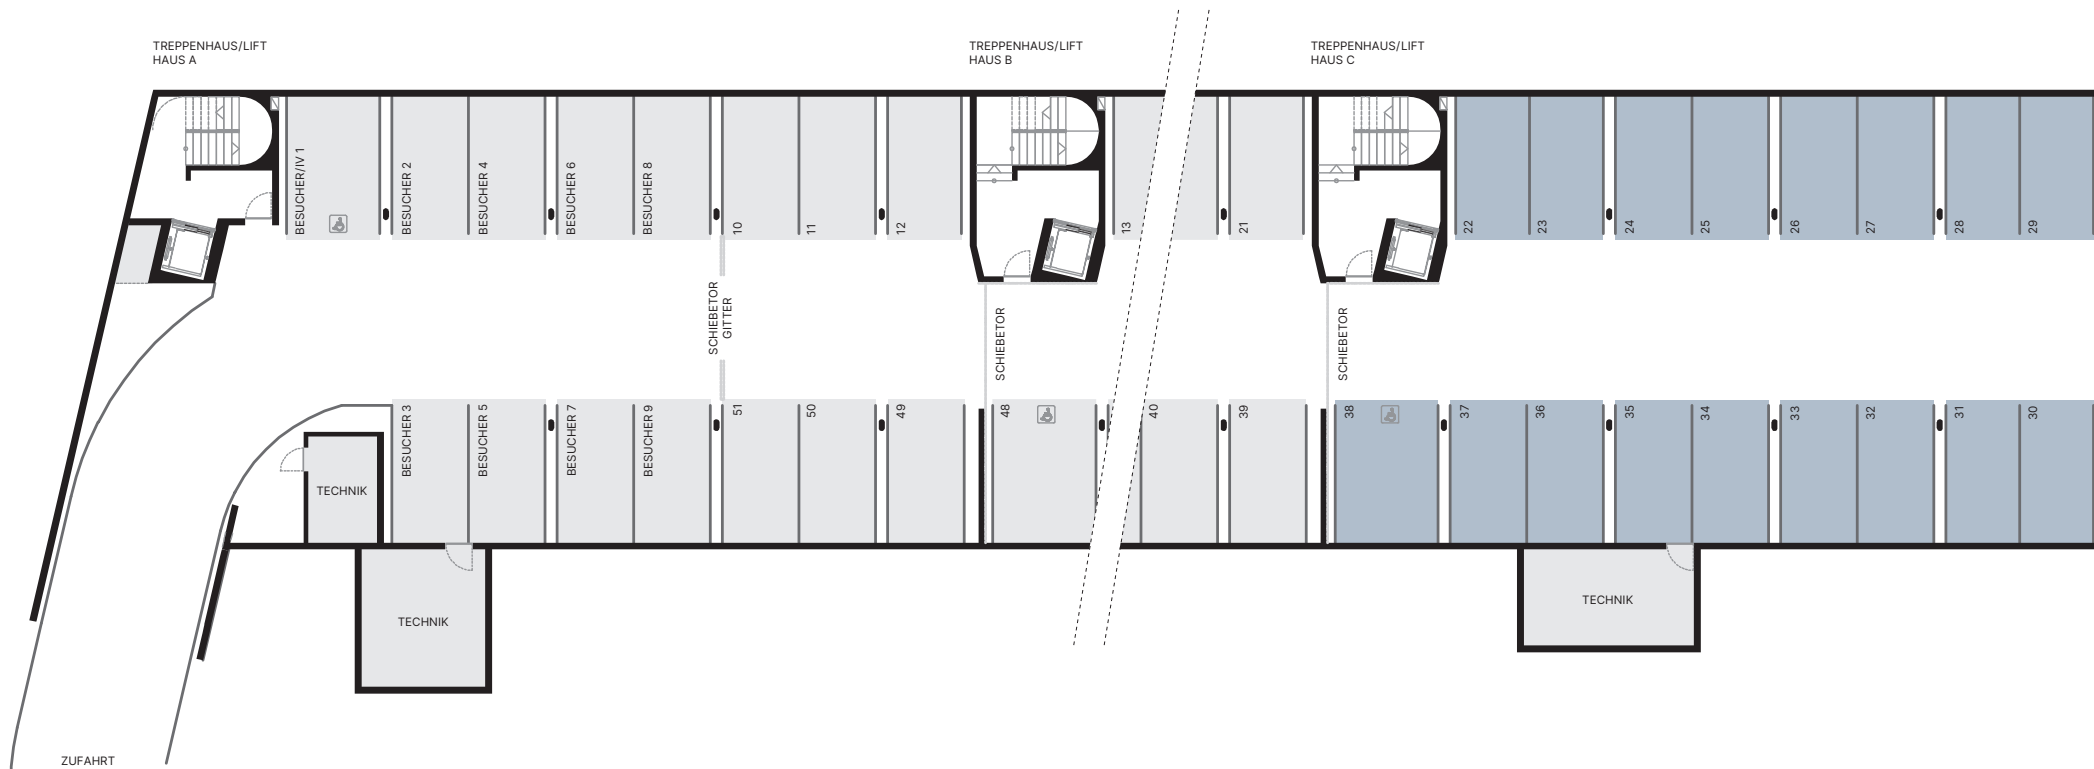 TREPPENHAUS/LIFT
HAUS A
TREPPENHAUS/LIFT
HAUS B
TREPPENHAUS/LIFT
HAUS C
BESUCHER/IV 1
BESUCHER 2
BESUCHER 4
BESUCHER 6
BESUCHER 8
10
11
12
13
21
22
23
24
25
26
27
28
29
SCHIEBETOR
GITTER
SCHIEBETOR
SCHIEBETOR
BESUCHER 3
BESUCHER 5
BESUCHER 7
BESUCHER 9
51
50
49
48
40
39
38
37
36
35
34
33
32
31
30
TECHNIK
TECHNIK
TECHNIK
ZUFAHRT